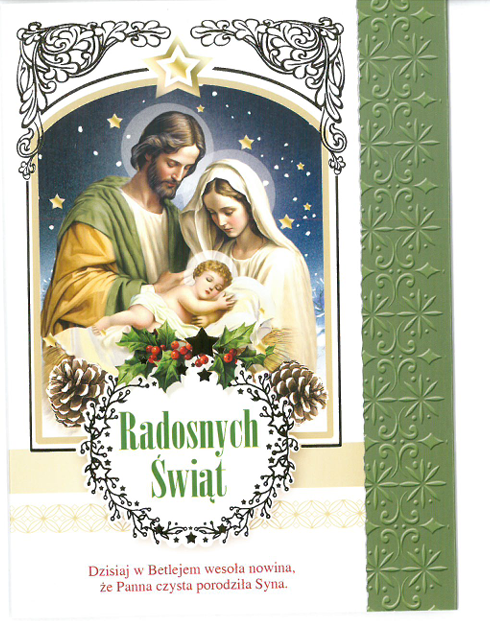 Radosnych
Świąt
Dzisiaj w Betlejem wesoła nowina,
że Panna czysta porodziła Syna.